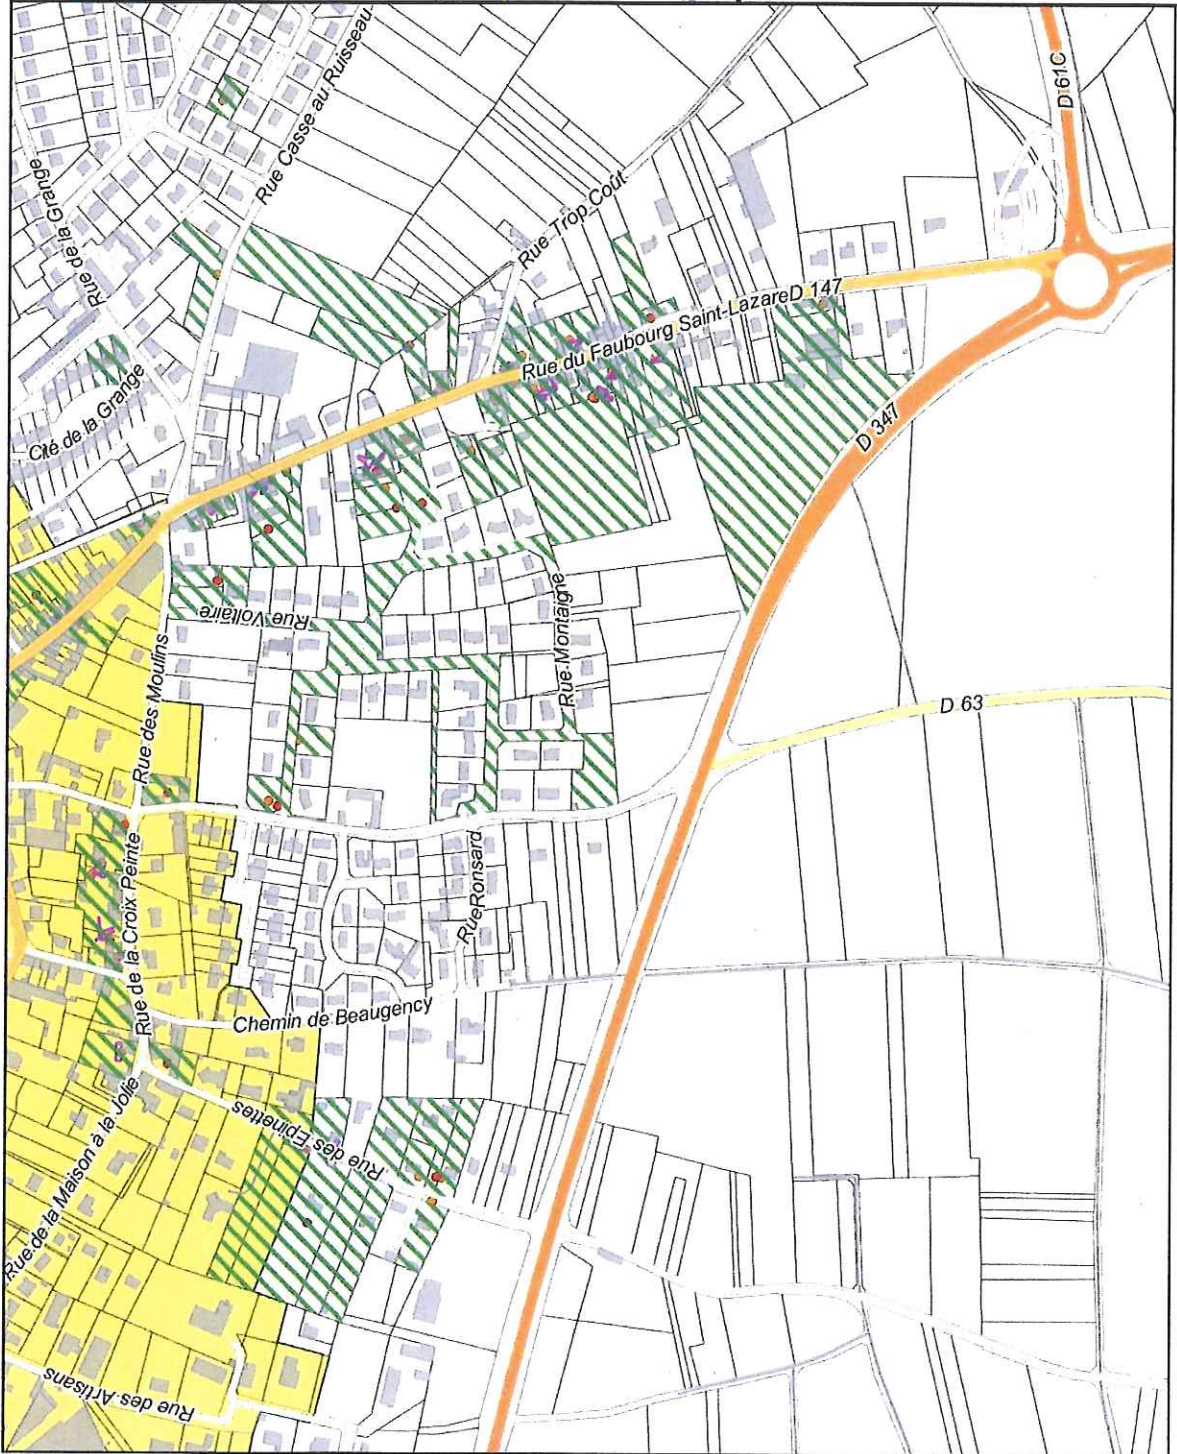 Rue Casse au Ruisseau
D 61C
Rue de la Grange
Rue Trop Coût
Rue du Faubourg Saint-Lazare
D 147
Cité de la Grange
D 347
Rue Voltaire
Rue Montaigne
Rue des Moulins
D 63
Rue de la Croix Peinte
Rue Ronsard
Chemin de Beaugency
Rue de la Maison à la Jolie
Rue des Epinettes
Rue des Artisans